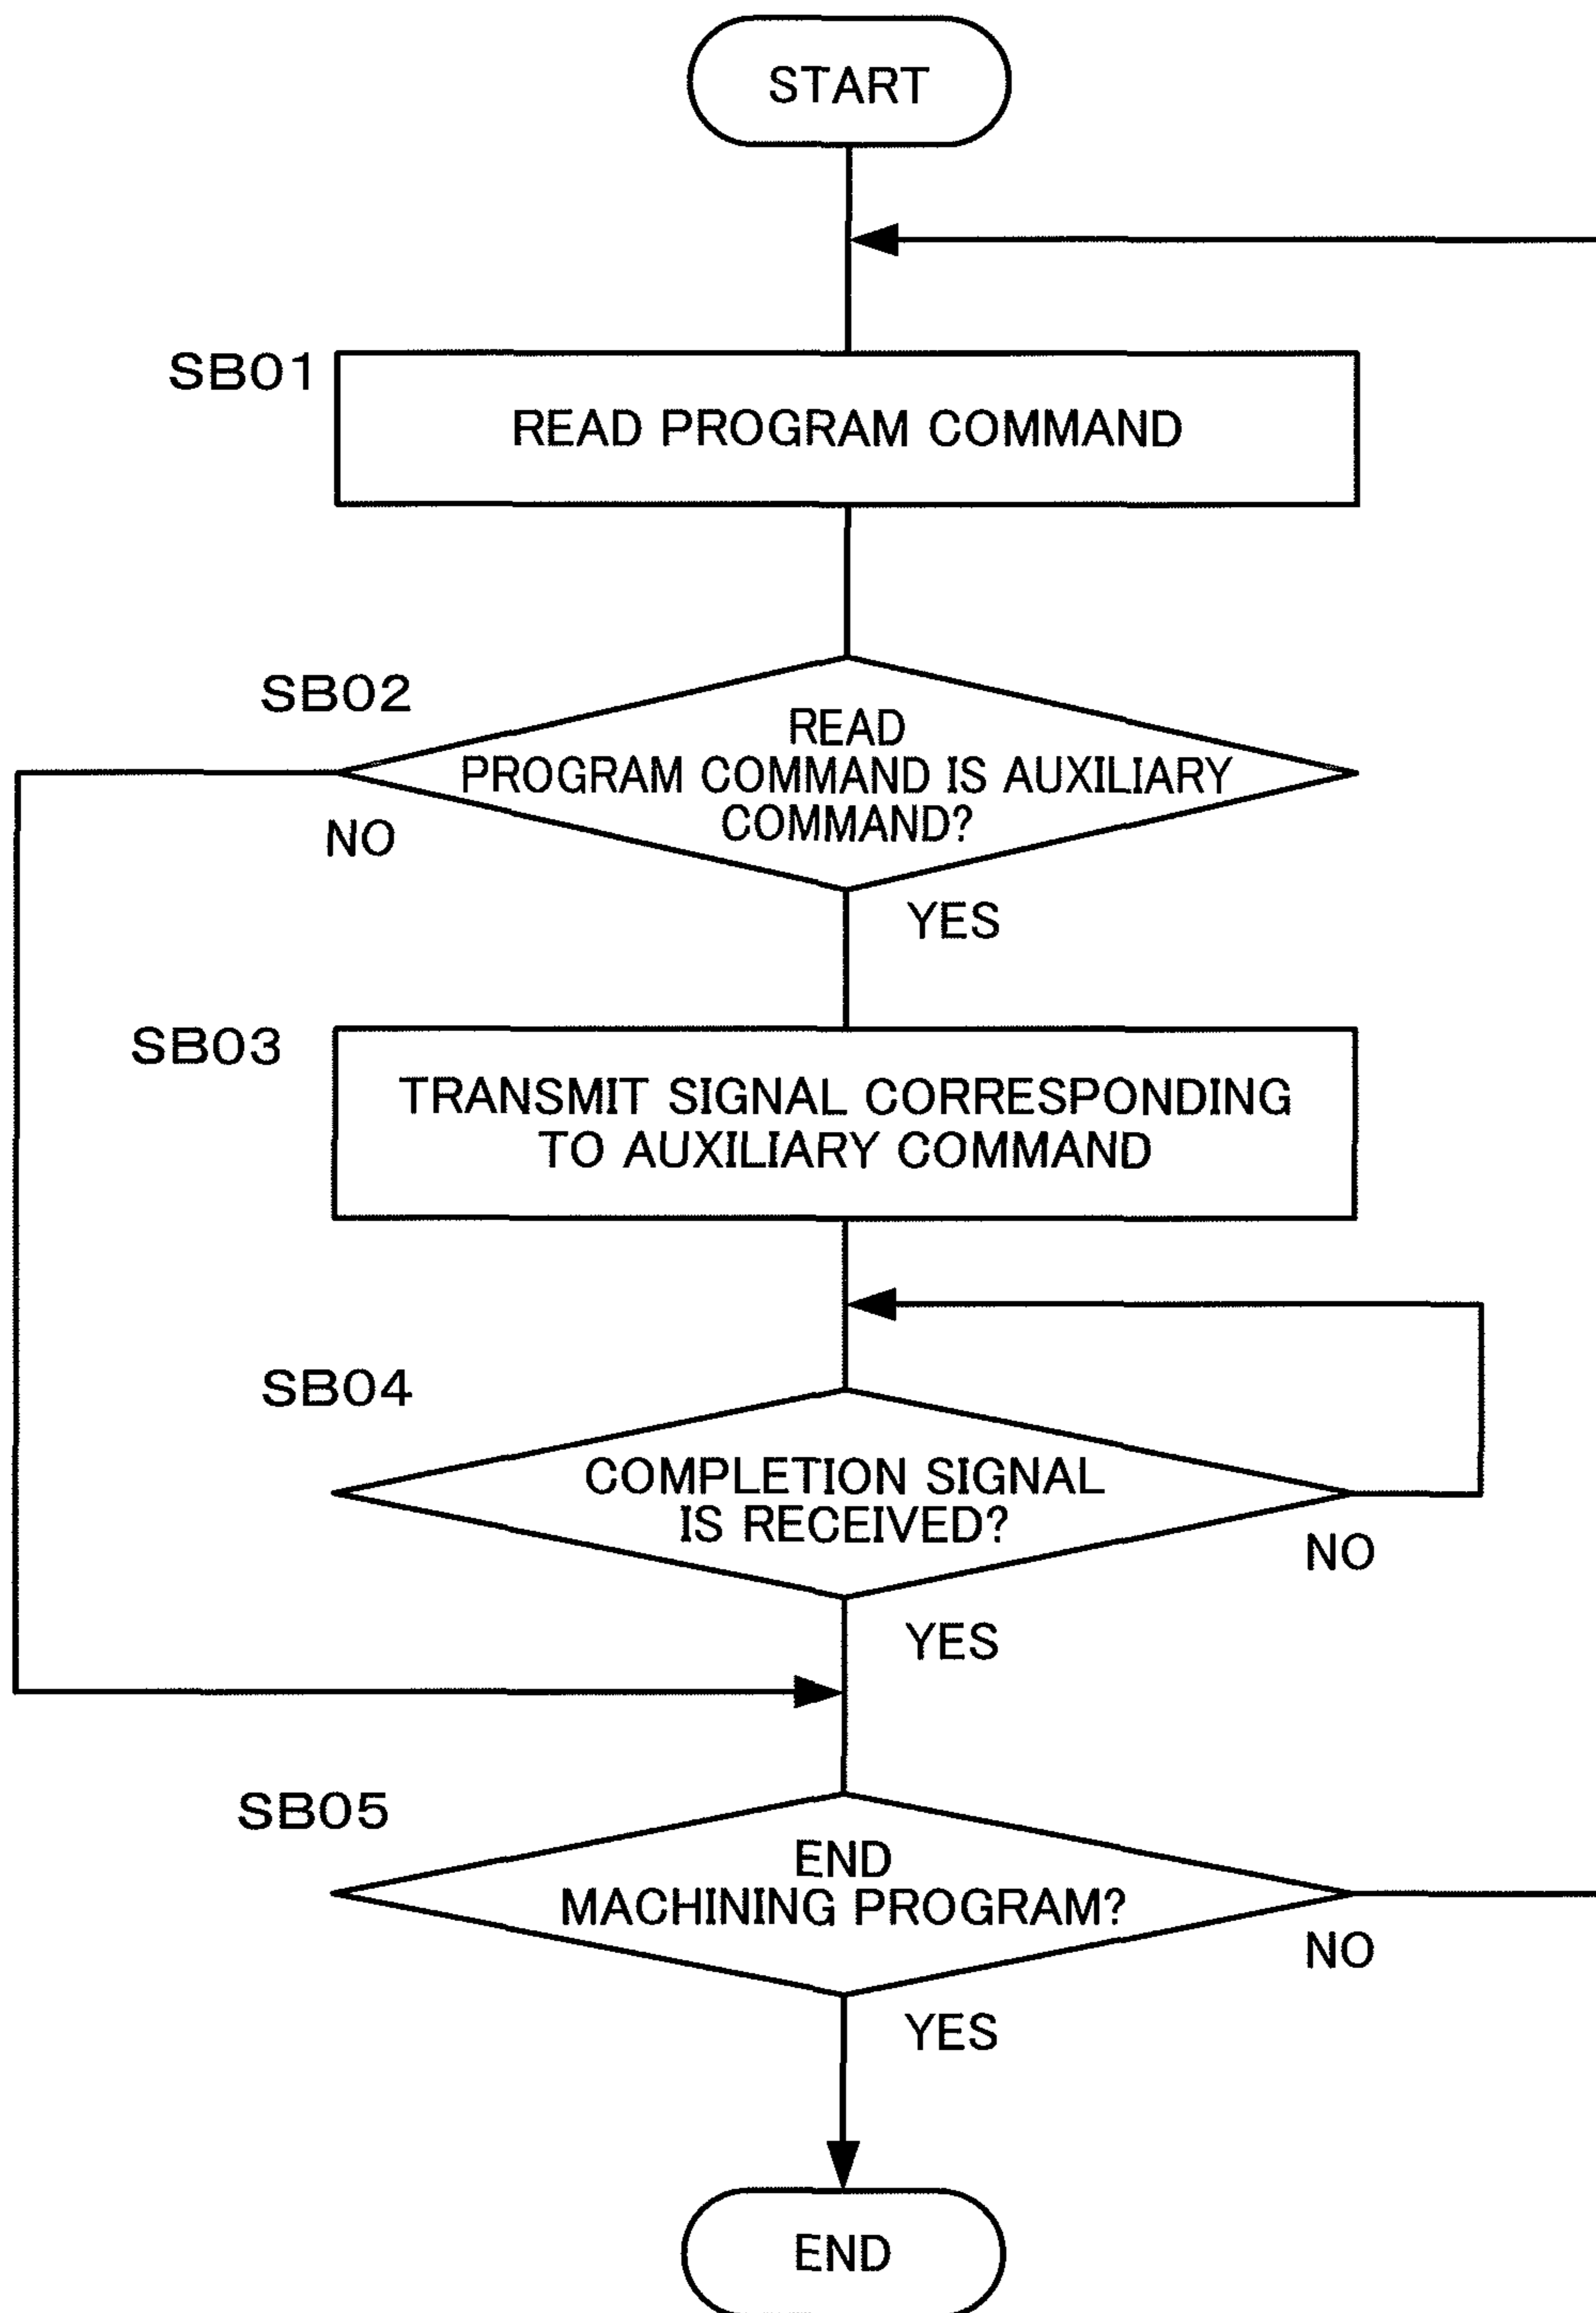 START
SB01
READ PROGRAM COMMAND
SB02
READ
PROGRAM COMMAND IS AUXILIARY
COMMAND?
NO
YES
SB03
TRANSMIT SIGNAL CORRESPONDING
TO AUXILIARY COMMAND
SB04
COMPLETION SIGNAL
IS RECEIVED?
NO
YES
SB05
END
MACHINING PROGRAM?
NO
YES
END